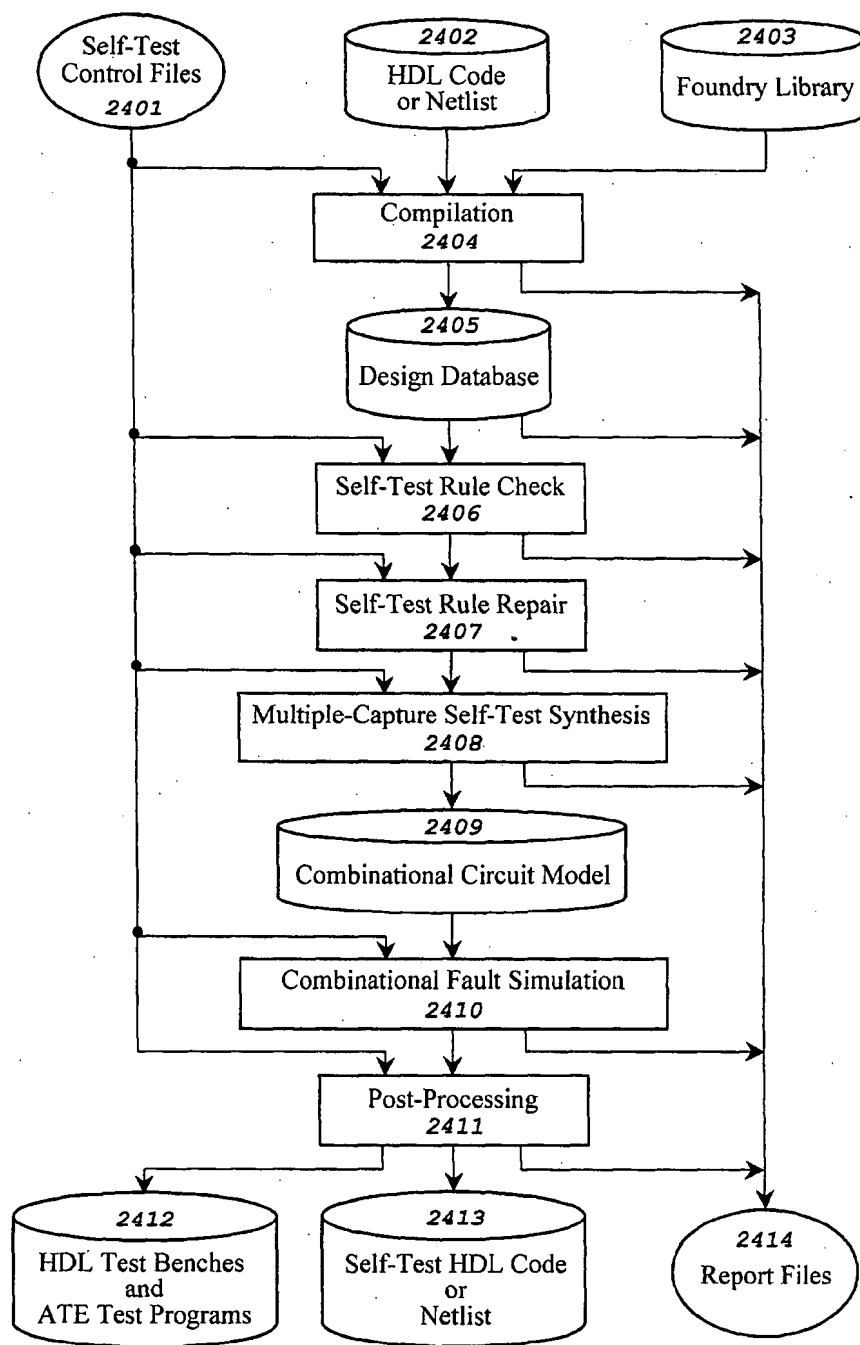 Self-Test
Control Files
2401
2402
HDL Code
or Netlist
2403
Foundry Library
Compilation
2404
2405
Design Database
Self-Test Rule Check
2406
Self-Test Rule Repair
2407
Multiple-Capture Self-Test Synthesis
2408
2409
Combinational Circuit Model
Combinational Fault Simulation
2410
Post-Processing
2411
2412
HDL Test Benches
and
ATE Test Programs
2413
Self-Test HDL Code
or
Netlist
2414
Report Files